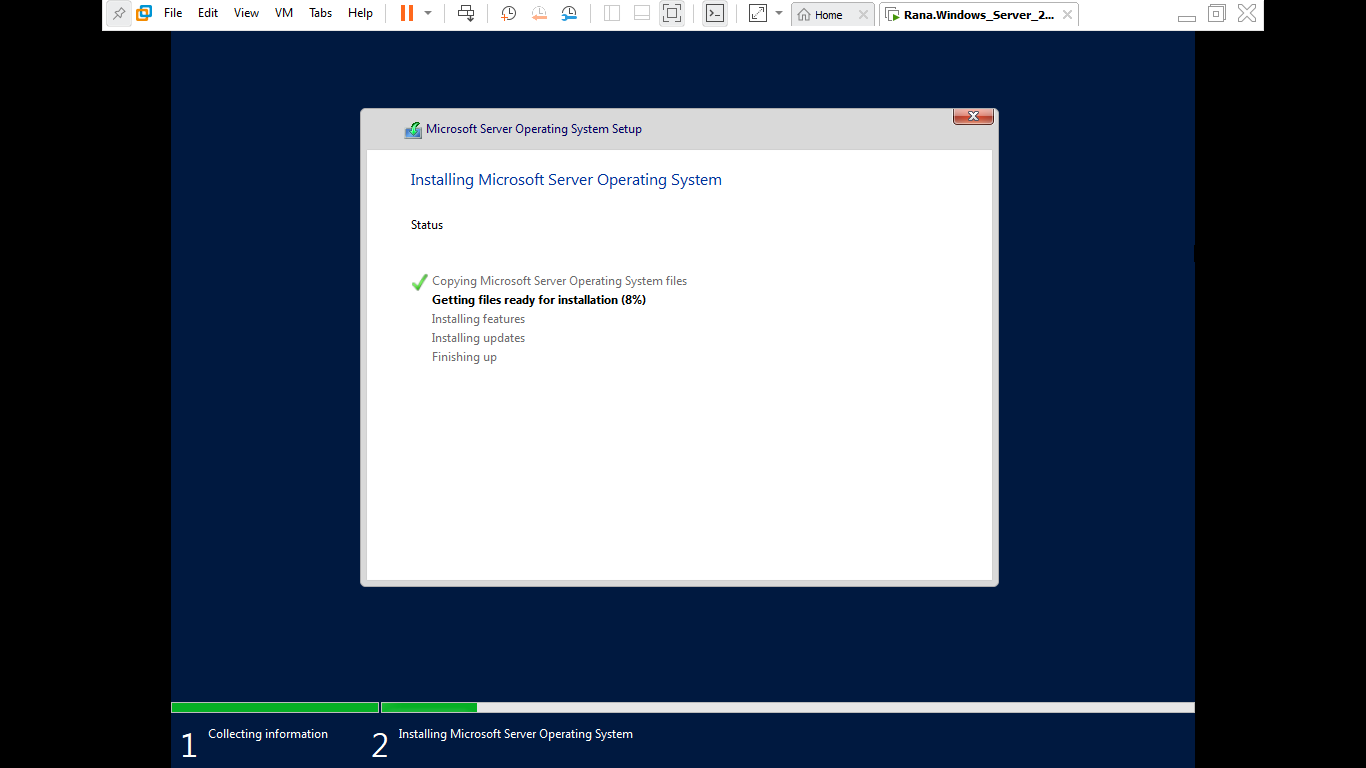 File Edit View VM Tabs Help Home Rana.Windows_Server_2...
Microsoft Server Operating System Setup
Installing Microsoft Server Operating System
Status
Copying Microsoft Server Operating System files
Getting files ready for installation (8%)
Installing features
Installing updates
Finishing up
1 Collecting information 2 Installing Microsoft Server Operating System